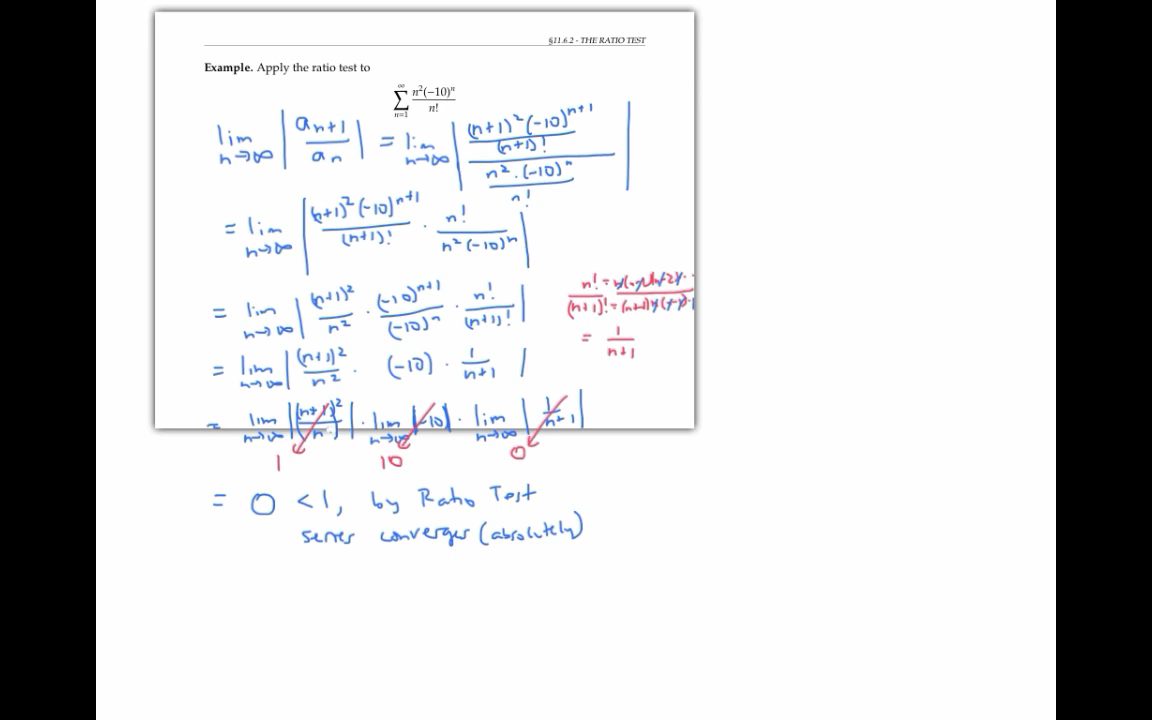 §11.6.2 - THE RATIO TEST
Example. Apply the ratio test to
∑_{n=1}^{∞} n²(−10)ⁿ / n!
lim_{n→∞} | a_{n+1} / a_n | = lim_{n→∞} | ((n+1)²(−10)^{n+1} / (n+1)!) / (n²·(−10)ⁿ / n!) |
= lim_{n→∞} | (n+1)²(−10)^{n+1} / (n+1)! · n! / n²(−10)ⁿ |
= lim_{n→∞} | (n+1)² / n² · (−10)^{n+1} / (−10)ⁿ · n! / (n+1)! |
= lim_{n→∞} | (n+1)² / n² · (−10) · 1 / n+1 |
= lim_{n→∞} | (n+1 / n)² | · lim_{n→∞} |−10| · lim_{n→∞} | 1 / n+1 |
1 10 0
= 0 < 1, by Ratio Test
series converges (absolutely)
n! =
(n+1)! = (n+1)
= 1 / n+1